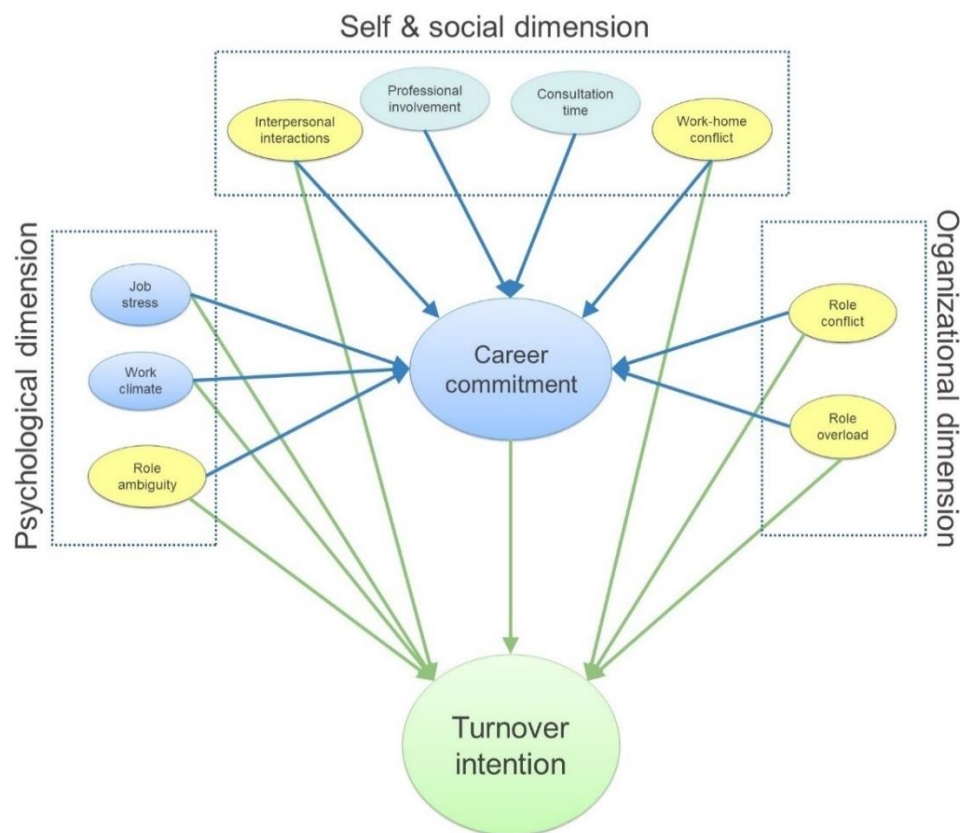 Self & social dimension
Professional
involvement
Consultation
time
Interpersonal
interactions
Work-home
conflict
Psychological dimension
Job
stress
Work
climate
Role
ambiguity
Career
commitment
Organizational dimension
Role
conflict
Role
overload
Turnover
intention